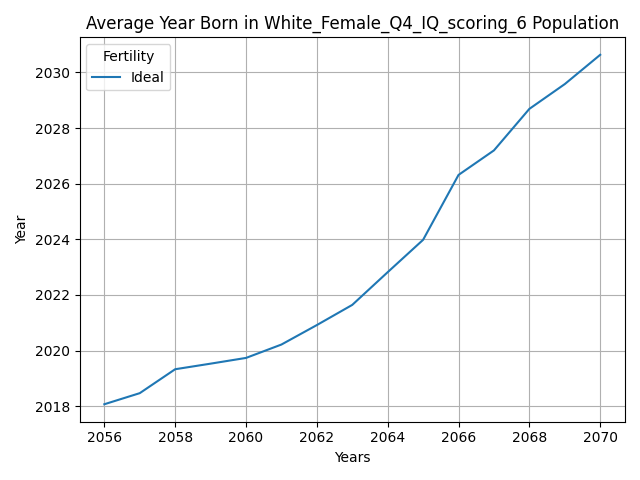 Average Year Born in White_Female_Q4_IQ_scoring_6 Population
Fertility
Ideal
Year
2030
2028
2026
2024
2022
2020
2018
2056 2058 2060 2062 2064 2066 2068 2070
Years